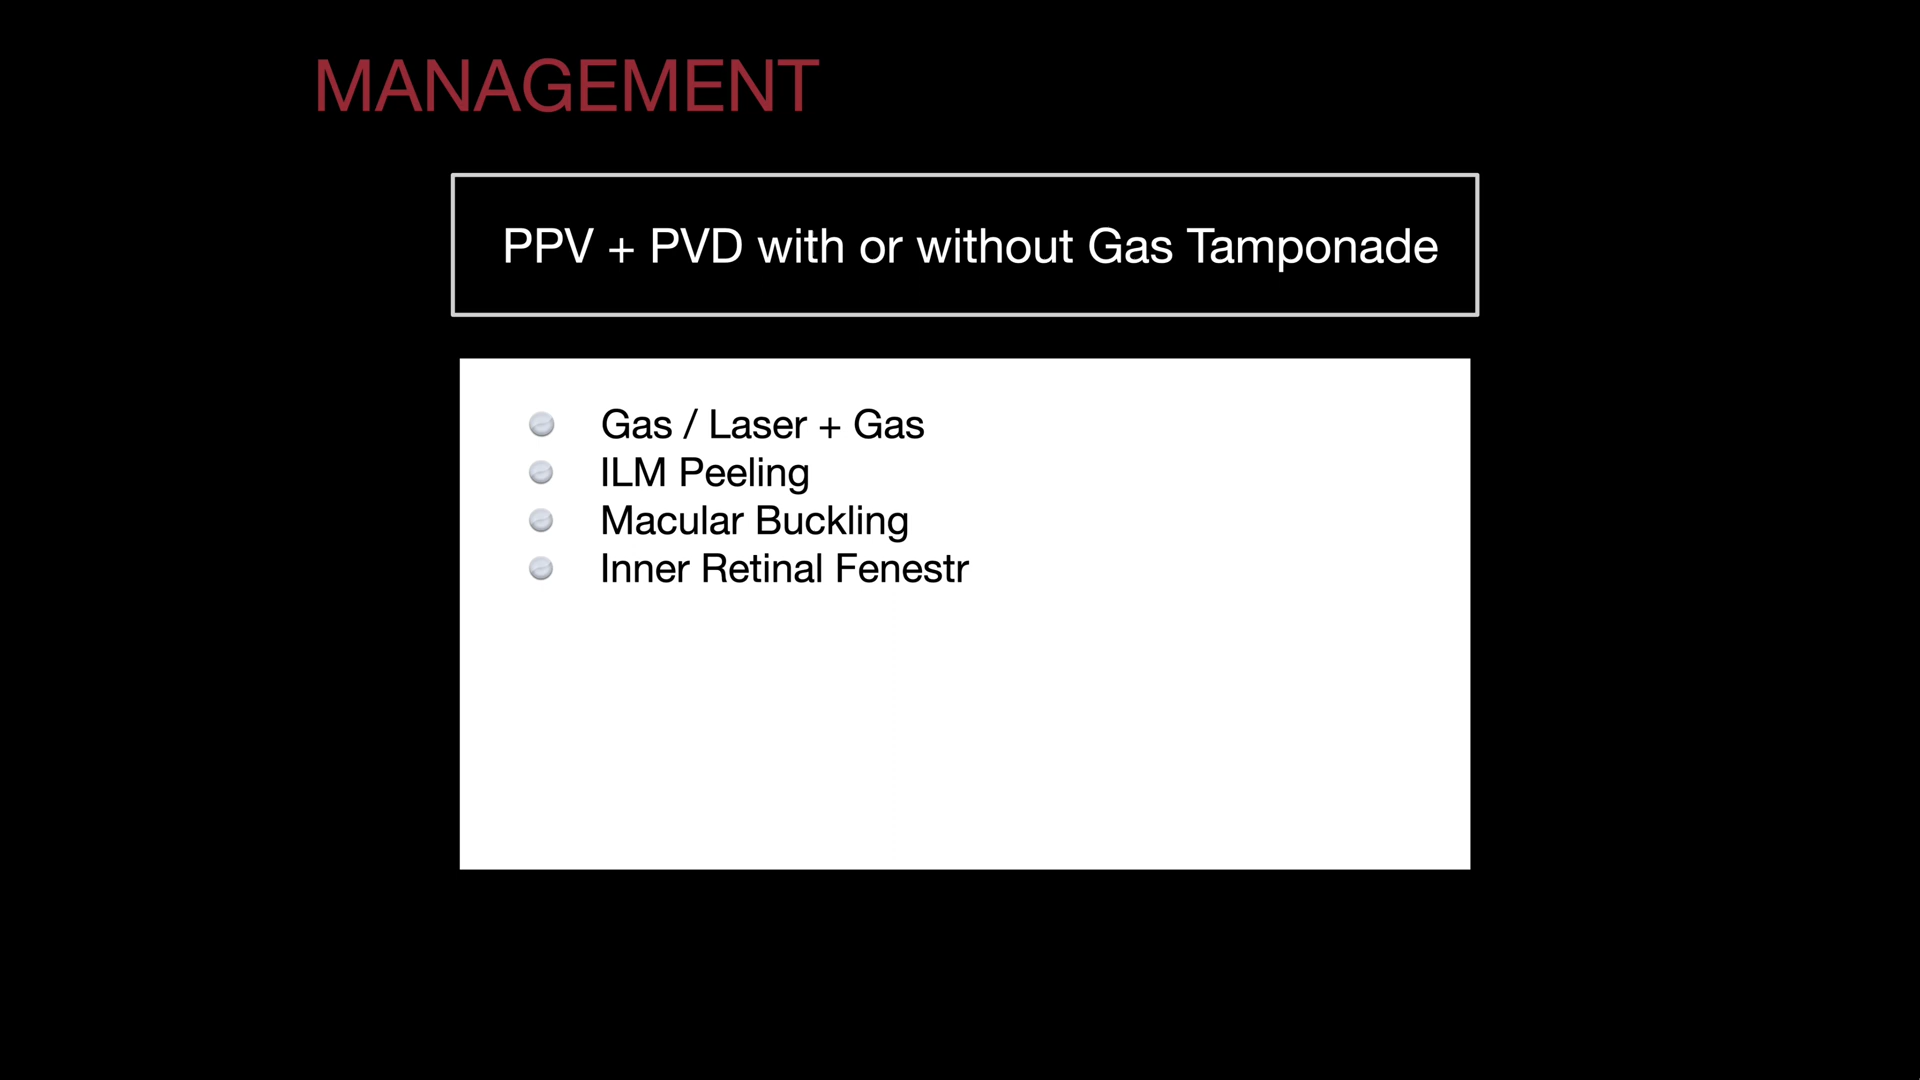 MANAGEMENT
PPV + PVD with or without Gas Tamponade
Gas / Laser + Gas
ILM Peeling
Macular Buckling
Inner Retinal Fenestr